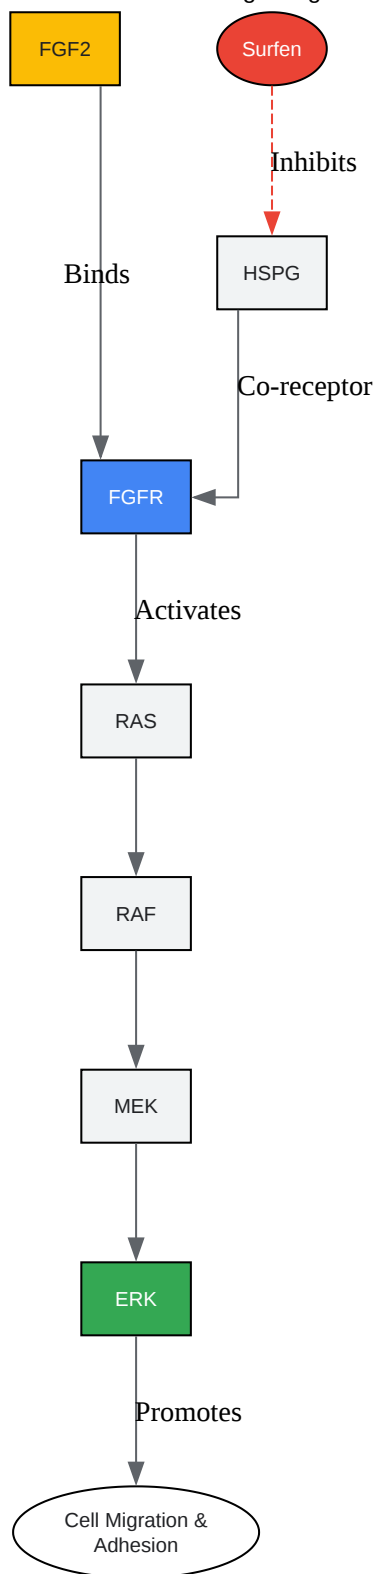 FGF2
Surfen
Inhibits
Binds
HSPG
Co-receptor
FGFR
Activates
RAS
RAF
MEK
ERK
Promotes
Cell Migration &
Adhesion